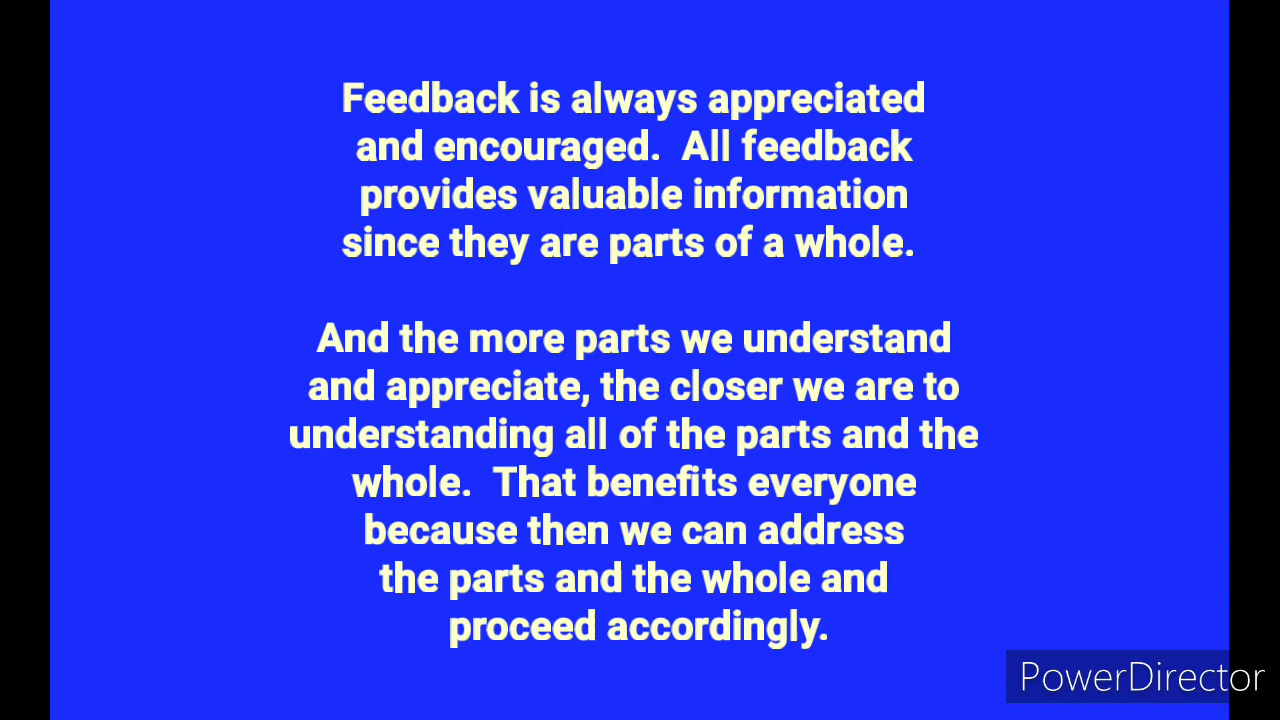 Feedback is always appreciated
and encouraged.  All feedback
provides valuable information
since they are parts of a whole.
And the more parts we understand
and appreciate, the closer we are to
understanding all of the parts and the
whole.  That benefits everyone
because then we can address
the parts and the whole and
proceed accordingly.
PowerDirector